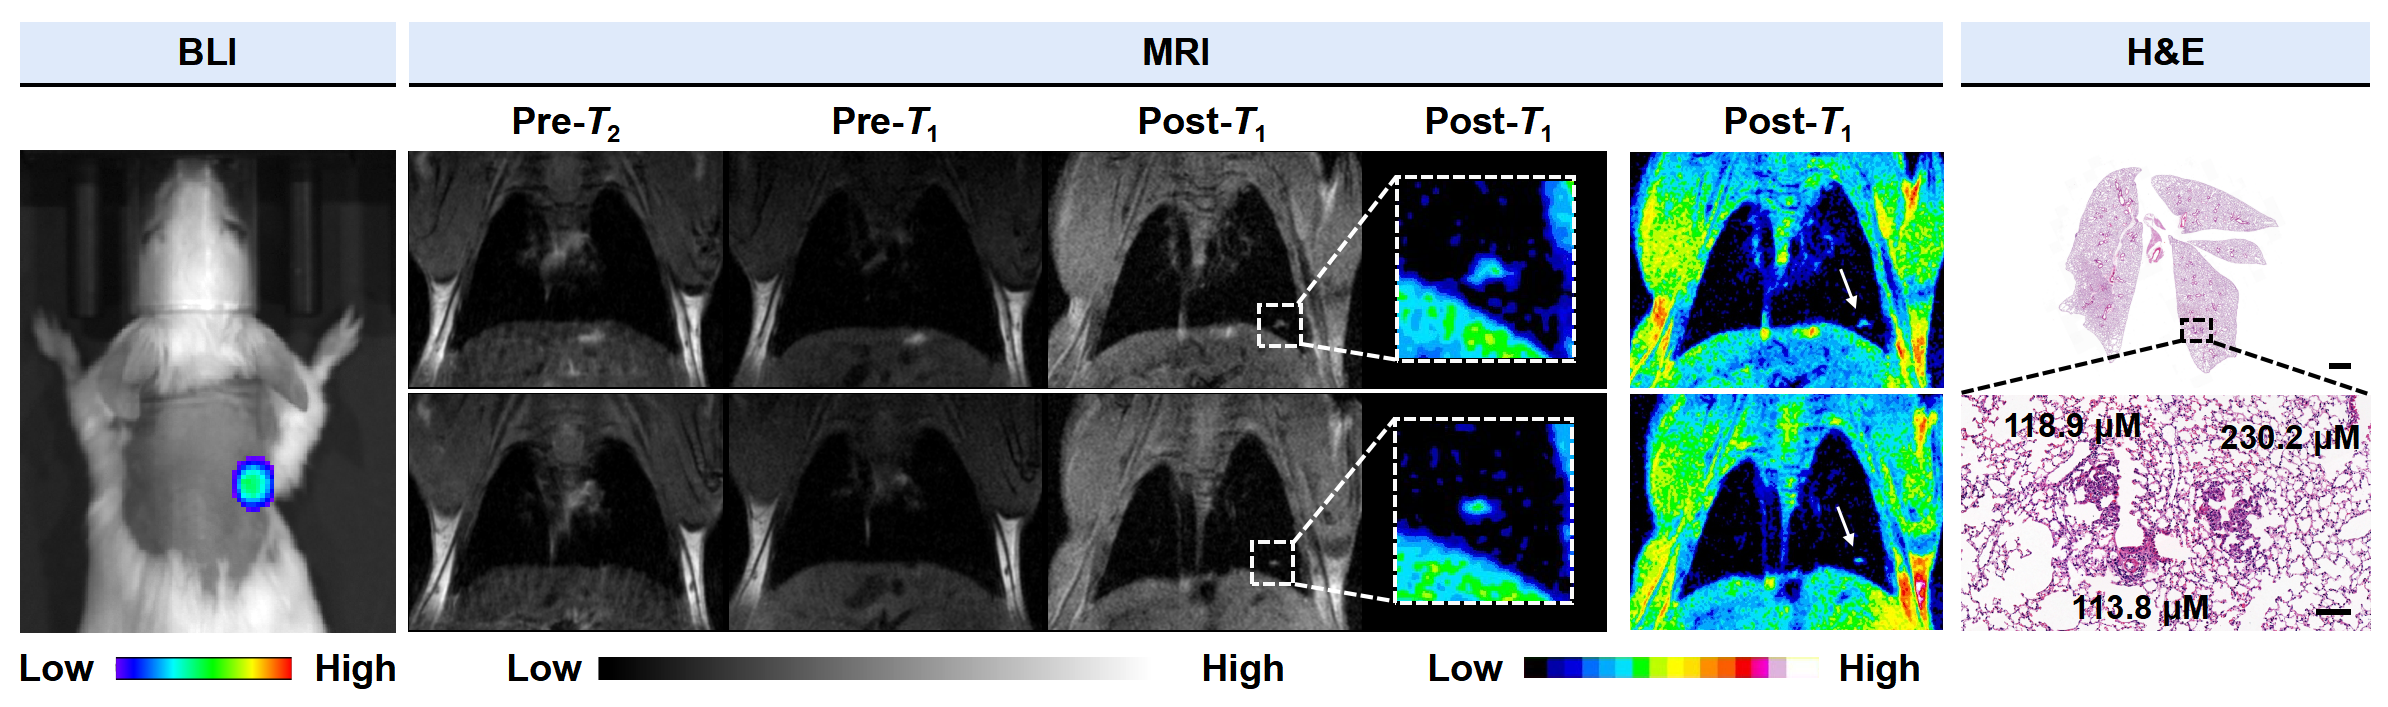 BLI
MRI
H&E
Pre-T2
Pre-T1
Post-T1
Post-T1
Post-T1
118.9 μM
230.2 μM
113.8 μM
Low
High
Low
High
Low
High